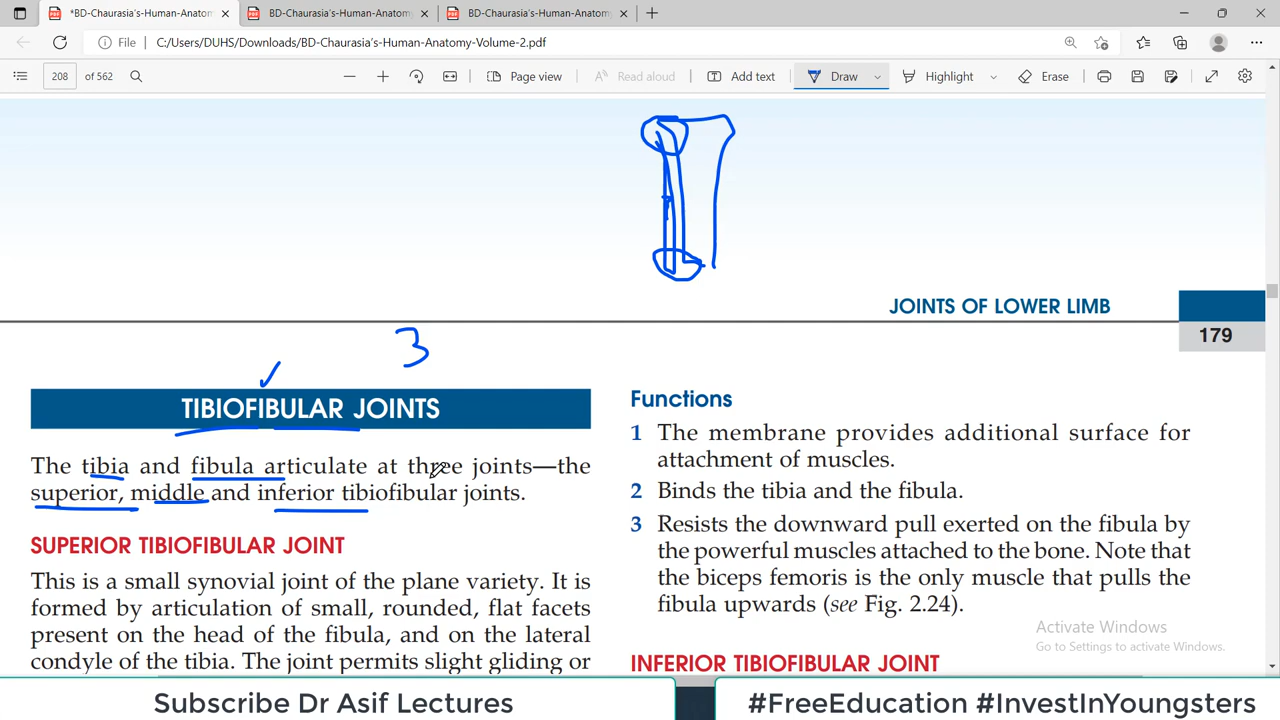 *BD-Chaurasia's-Human-Anatomy
BD-Chaurasia's-Human-Anatomy
BD-Chaurasia's-Human-Anatomy
File
C:/Users/DUHS/Downloads/BD-Chaurasia's-Human-Anatomy-Volume-2.pdf
208 of 562
Page view
Read aloud
Add text
Draw
Highlight
Erase
JOINTS OF LOWER LIMB
179
3
TIBIOFIBULAR JOINTS
The tibia and fibula articulate at three joints—the
superior, middle and inferior tibiofibular joints.
SUPERIOR TIBIOFIBULAR JOINT
This is a small synovial joint of the plane variety. It is
formed by articulation of small, rounded, flat facets
present on the head of the fibula, and on the lateral
condyle of the tibia. The joint permits slight gliding or
Functions
1 The membrane provides additional surface for
attachment of muscles.
2 Binds the tibia and the fibula.
3 Resists the downward pull exerted on the fibula by
the powerful muscles attached to the bone. Note that
the biceps femoris is the only muscle that pulls the
fibula upwards (see Fig. 2.24).
INFERIOR TIBIOFIBULAR JOINT
Activate Windows
Go to Settings to activate Windows.
Subscribe Dr Asif Lectures
#FreeEducation #InvestInYoungsters